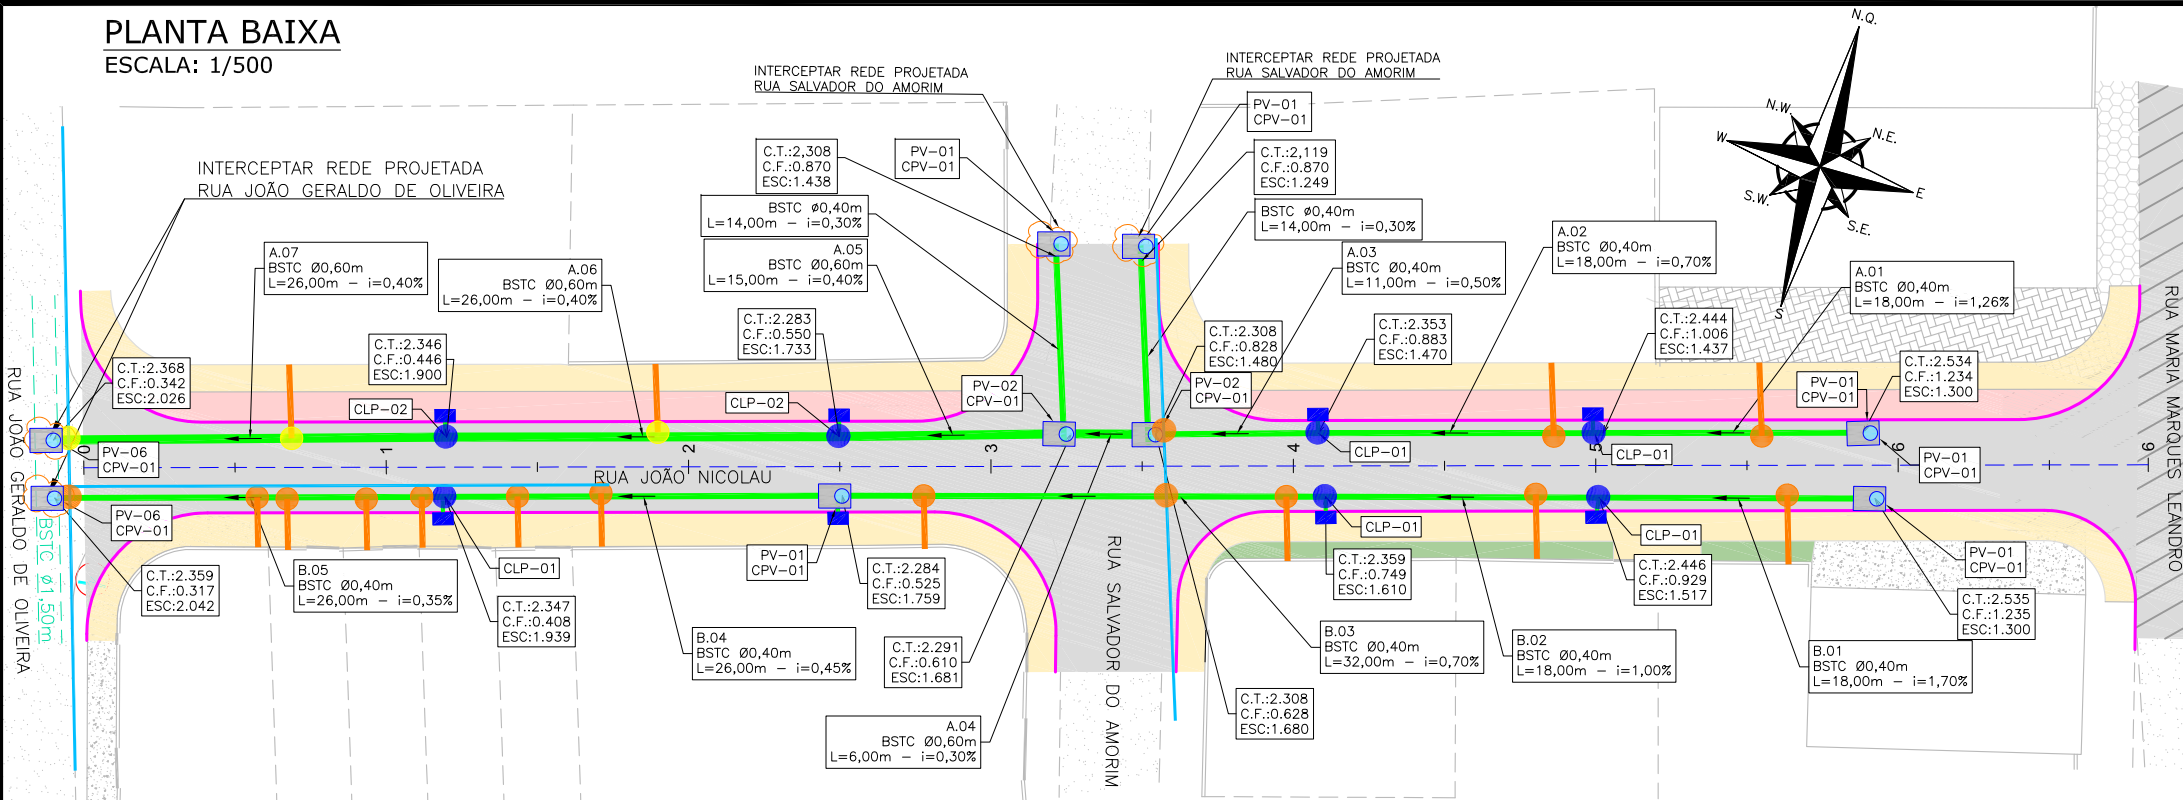 PLANTA BAIXA
ESCALA: 1/500
INTERCEPTAR REDE PROJETADA
RUA SALVADOR DO AMORIM
INTERCEPTAR REDE PROJETADA
RUA SALVADOR DO AMORIM
INTERCEPTAR REDE PROJETADA
RUA JOÃO GERALDO DE OLIVEIRA
N.Q.
N.W.
N.E.
W
E
S.W.
S.E.
S
PV-01
CPV-01
C.T.:2,308
C.F.:0.870
ESC:1.438
PV-01
CPV-01
C.T.:2,119
C.F.:0.870
ESC:1.249
BSTC ø0,40m
L=14,00m - i=0,30%
BSTC ø0,40m
L=14,00m - i=0,30%
A.07
BSTC Ø0,60m
L=26,00m - i=0,40%
A.06
BSTC Ø0,60m
L=26,00m - i=0,40%
A.05
BSTC Ø0,60m
L=15,00m - i=0,40%
A.03
BSTC Ø0,40m
L=11,00m - i=0,50%
A.02
BSTC Ø0,40m
L=18,00m - i=0,70%
A.01
BSTC Ø0,40m
L=18,00m - i=1,26%
C.T.:2.368
C.F.:0.342
ESC:2.026
C.T.:2.346
C.F.:0.446
ESC:1.900
C.T.:2.283
C.F.:0.550
ESC:1.733
C.T.:2.308
C.F.:0.828
ESC:1.480
C.T.:2.353
C.F.:0.883
ESC:1.470
C.T.:2.444
C.F.:1.006
ESC:1.437
C.T.:2.534
C.F.:1.234
ESC:1.300
CLP-02
CLP-02
PV-02
CPV-01
PV-02
CPV-01
PV-01
CPV-01
PV-06
CPV-01
CLP-01
CLP-01
PV-01
CPV-01
0
1
2
3
4
5
6
6
RUA JOÃO NICOLAU
RUA JOÃO GERALDO DE OLIVEIRA
BSTC ø1,50m
RUA SALVADOR DO AMORIM
RUA MARIA MARQUES LEANDRO
PV-06
CPV-01
CLP-01
PV-01
CPV-01
CLP-01
CLP-01
PV-01
CPV-01
C.T.:2.359
C.F.:0.317
ESC:2.042
B.05
BSTC Ø0,40m
L=26,00m - i=0,35%
C.T.:2.347
C.F.:0.408
ESC:1.939
C.T.:2.284
C.F.:0.525
ESC:1.759
C.T.:2.359
C.F.:0.749
ESC:1.610
C.T.:2.446
C.F.:0.929
ESC:1.517
C.T.:2.535
C.F.:1.235
ESC:1.300
B.04
BSTC Ø0,40m
L=26,00m - i=0,45%
C.T.:2.291
C.F.:0.610
ESC:1.681
B.03
BSTC Ø0,40m
L=32,00m - i=0,70%
B.02
BSTC Ø0,40m
L=18,00m - i=1,00%
B.01
BSTC Ø0,40m
L=18,00m - i=1,70%
A.04
BSTC Ø0,60m
L=6,00m - i=0,30%
C.T.:2.308
C.F.:0.628
ESC:1.680